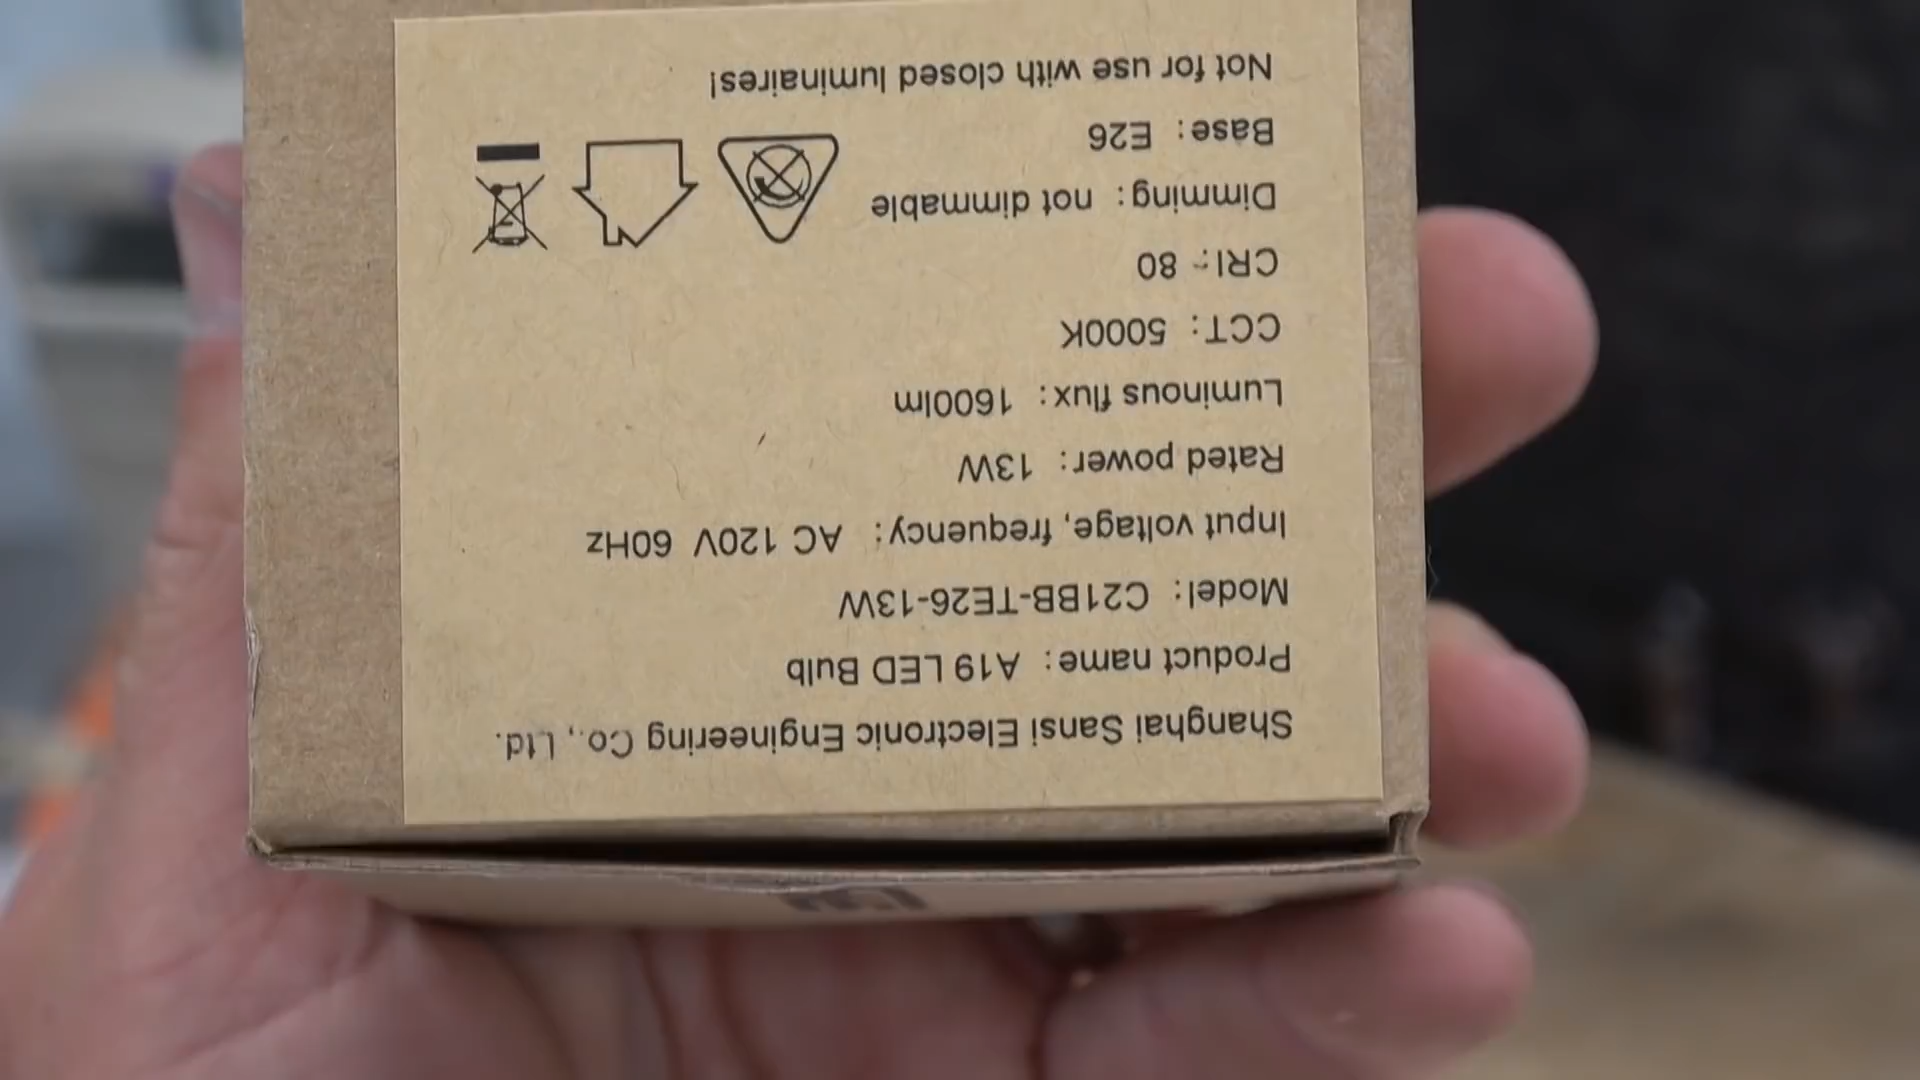 Shanghai Sansi Electronic Engineering Co., Ltd.
Product name: A19 LED Bulb
Model: C21BB-TE26-13W
Input voltage, frequency: AC 120V 60Hz
Rated power: 13W
Luminous flux: 1600lm
CCT: 5000K
CRI: 80
Dimming: not dimmable
Base: E26
Not for use with closed luminaires!